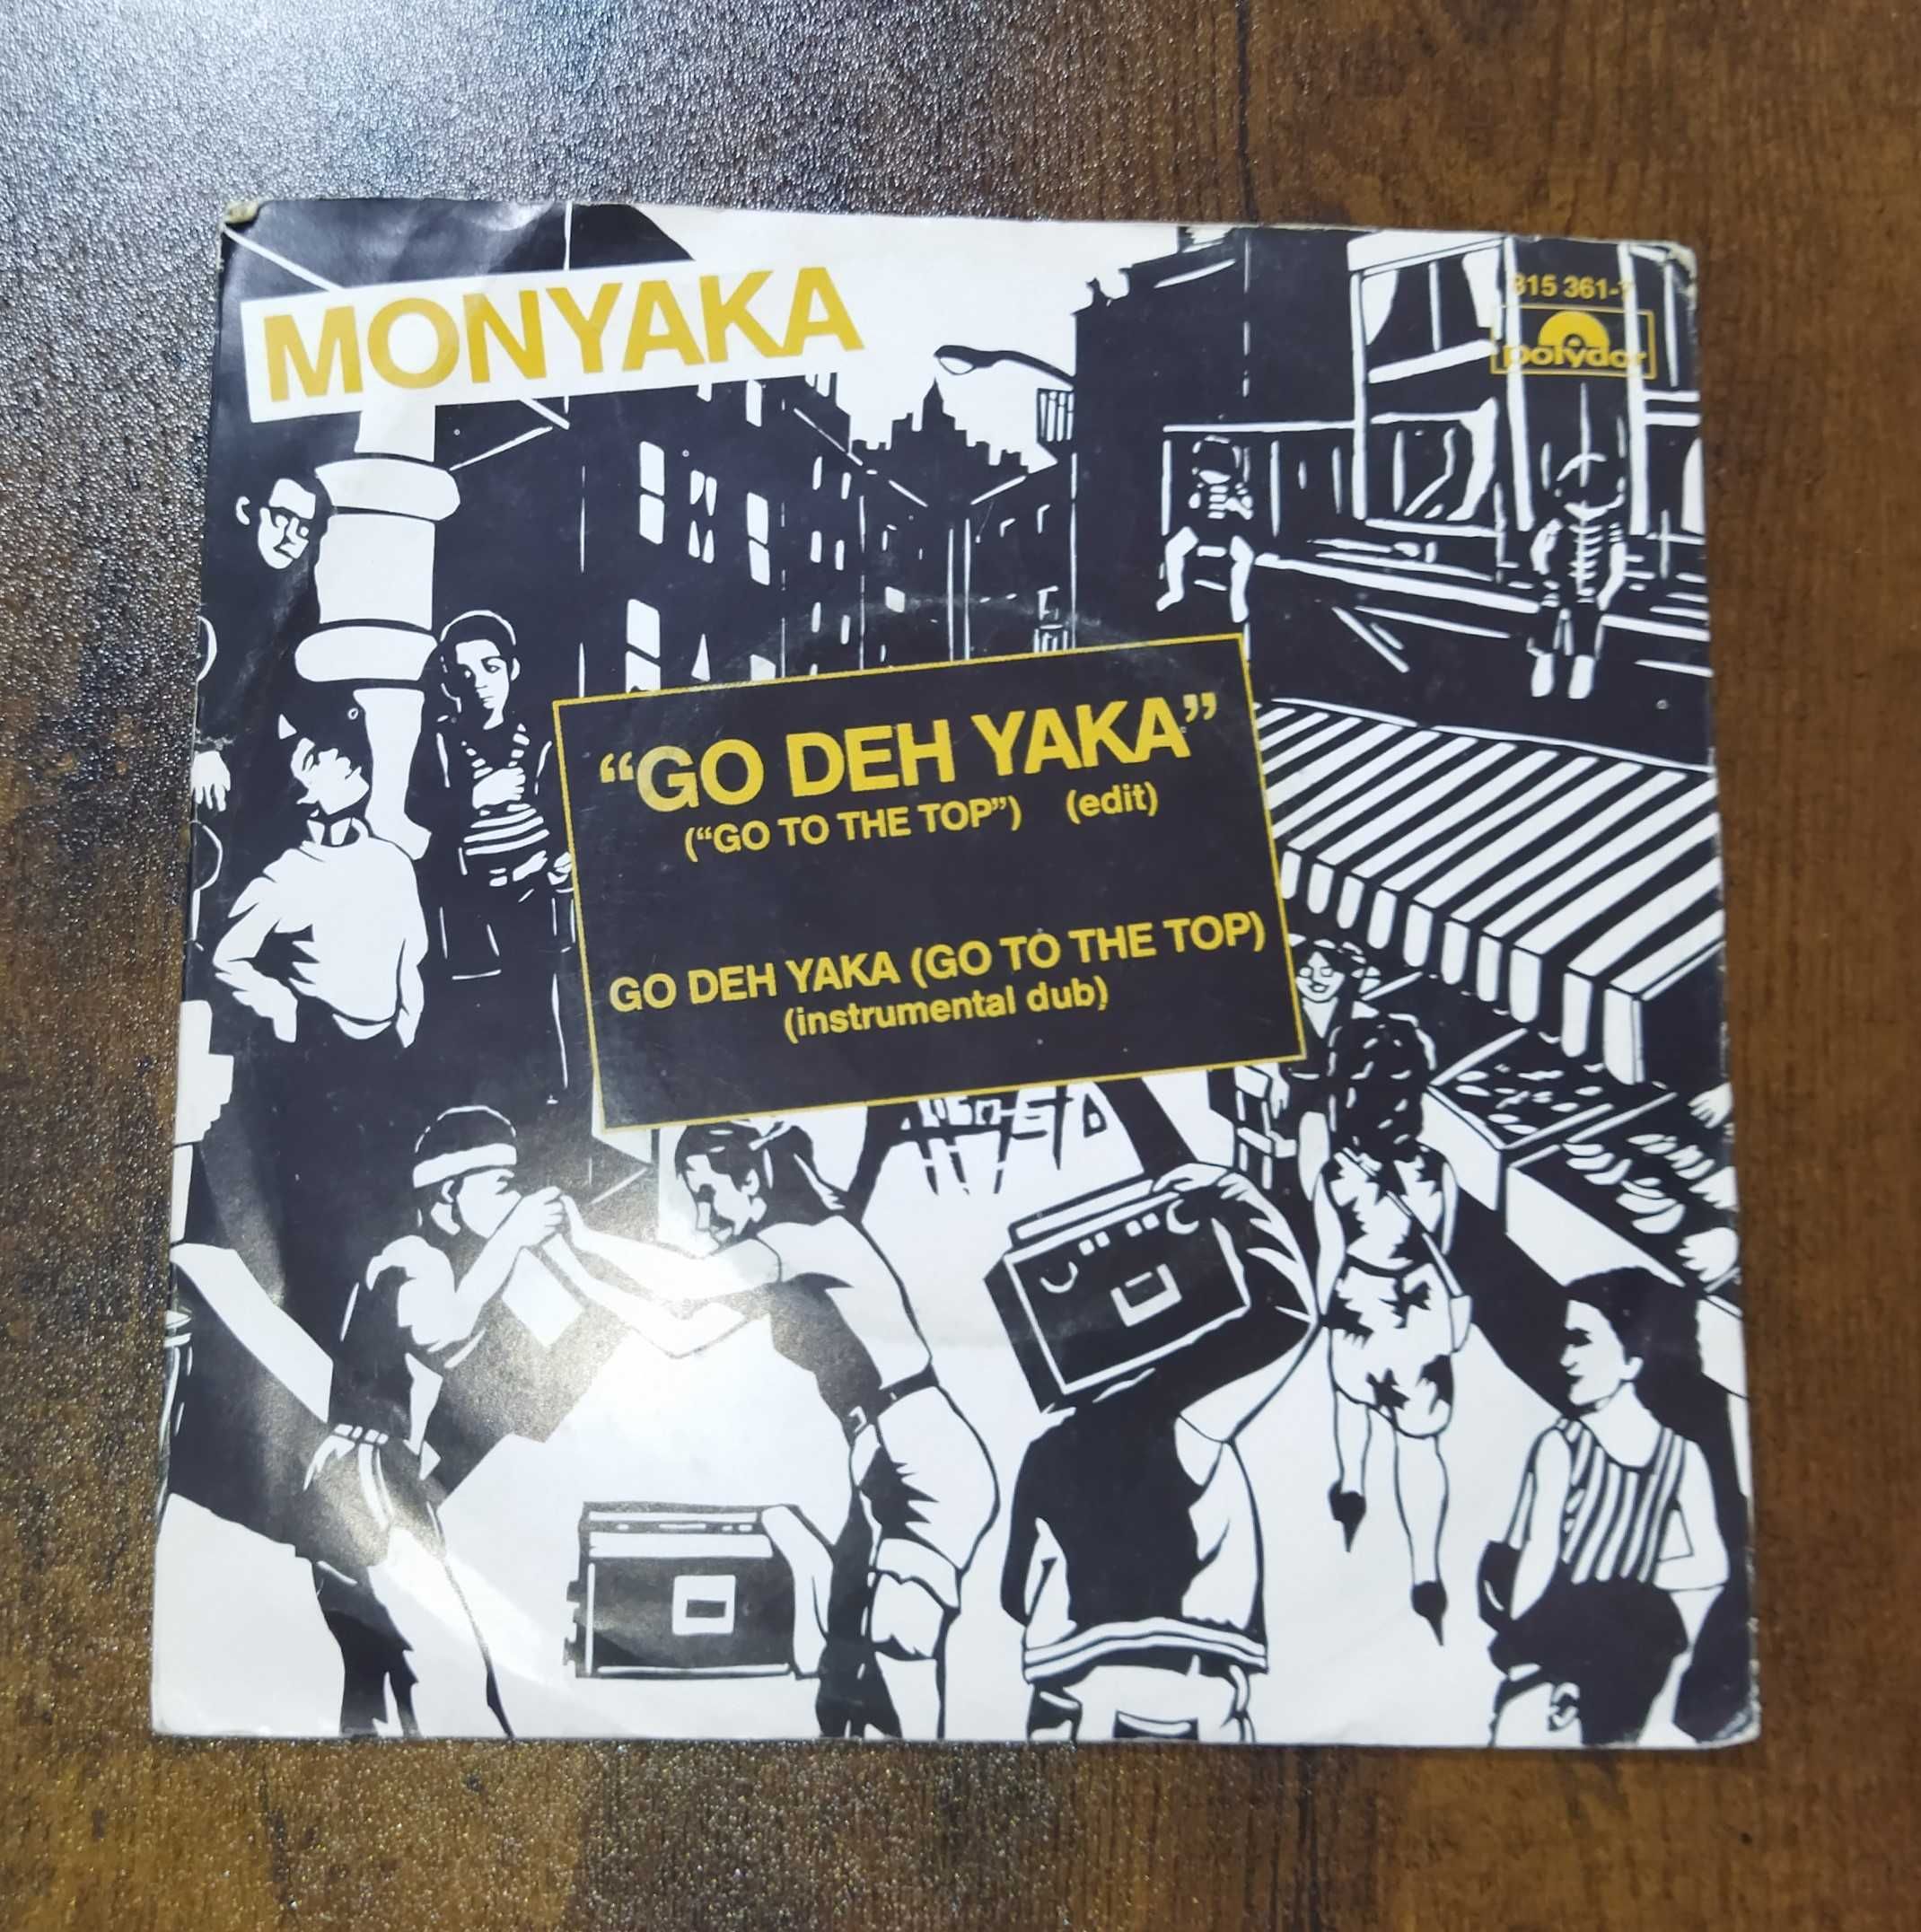 MONYAKA
815 361-7
polydor
“GO DEH YAKA”
(“GO TO THE TOP”) (edit)
GO DEH YAKA (GO TO THE TOP)
(instrumental dub)